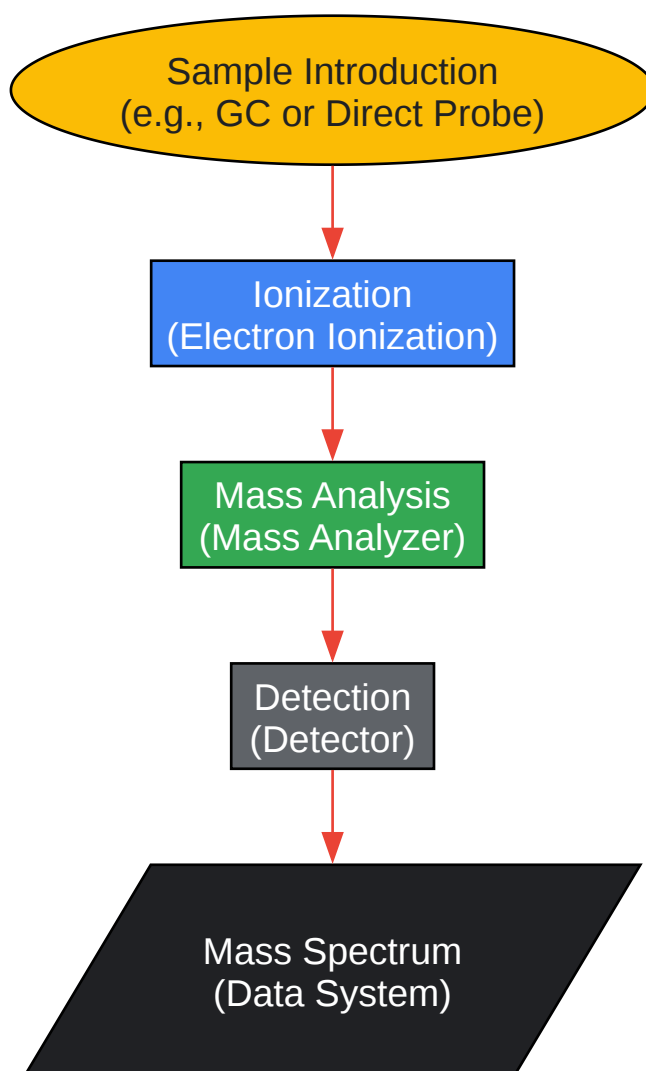 Sample Introduction
(e.g., GC or Direct Probe)
Ionization
(Electron Ionization)
Mass Analysis
(Mass Analyzer)
Detection
(Detector)
Mass Spectrum
(Data System)